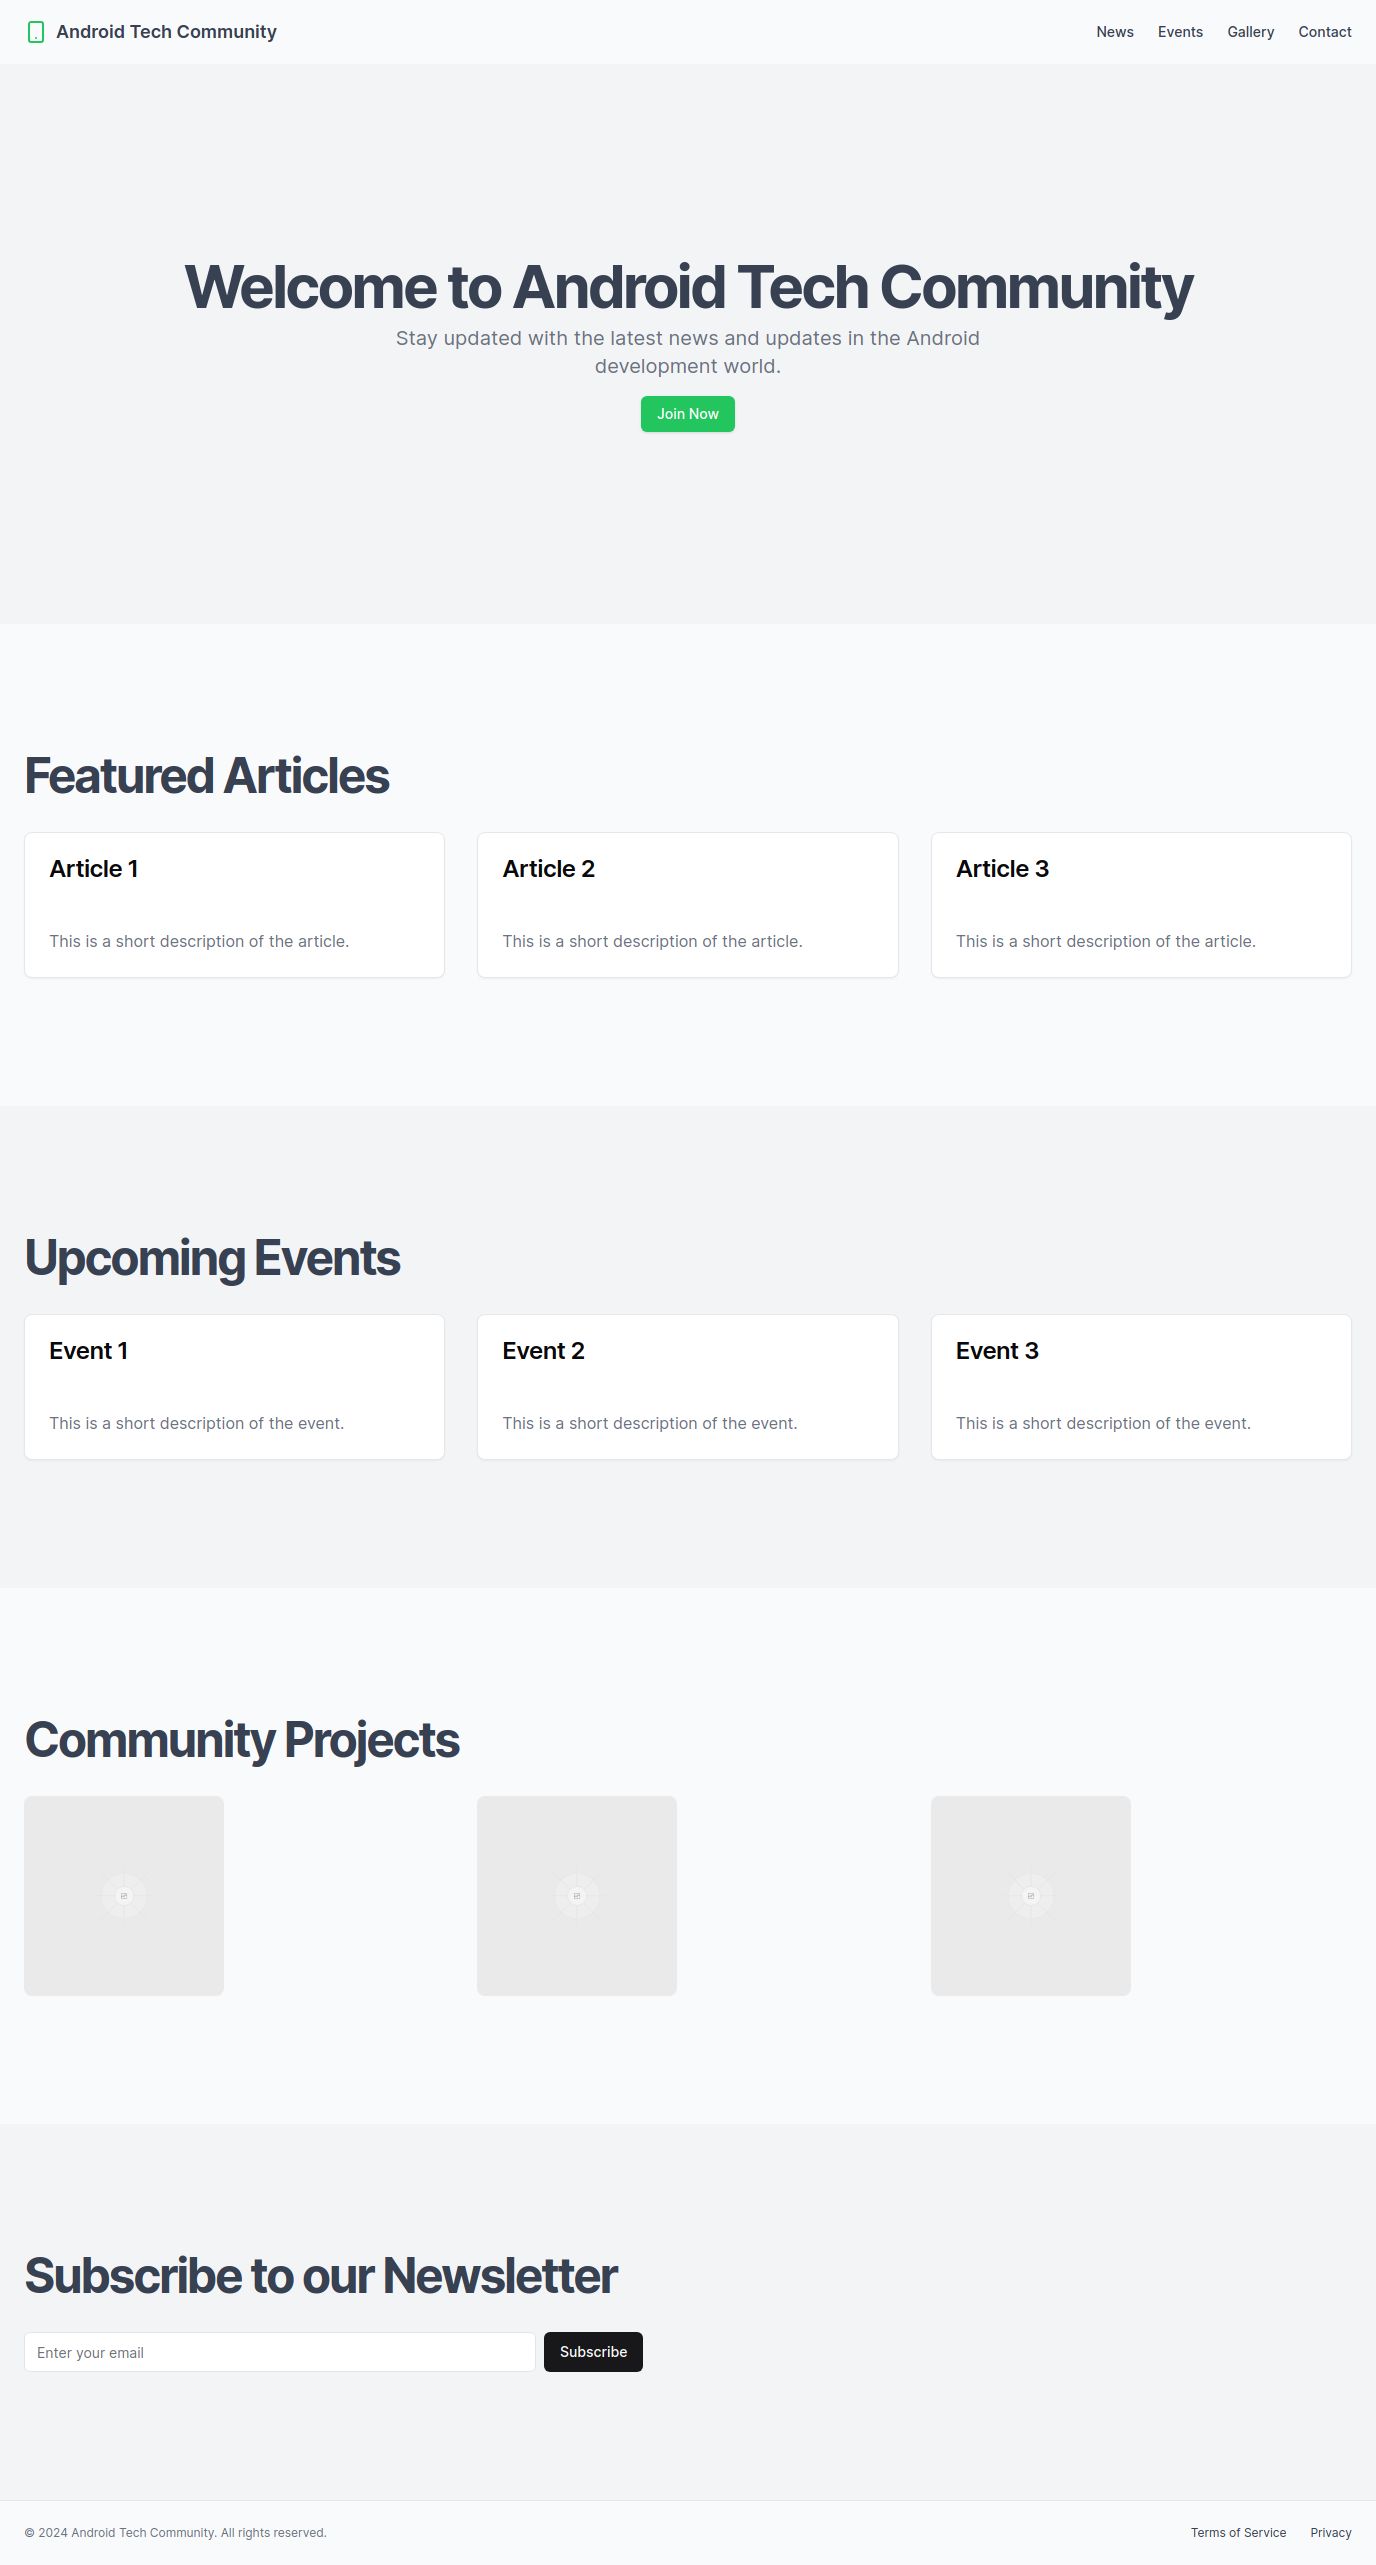 Android Tech Community
News
Events
Gallery
Contact
Welcome to Android Tech Community
Stay updated with the latest news and updates in the Android
development world.
Join Now
Featured Articles
Article 1
This is a short description of the article.
Article 2
This is a short description of the article.
Article 3
This is a short description of the article.
Upcoming Events
Event 1
This is a short description of the event.
Event 2
This is a short description of the event.
Event 3
This is a short description of the event.
Community Projects
Subscribe to our Newsletter
Enter your email
Subscribe
© 2024 Android Tech Community. All rights reserved.
Terms of Service
Privacy